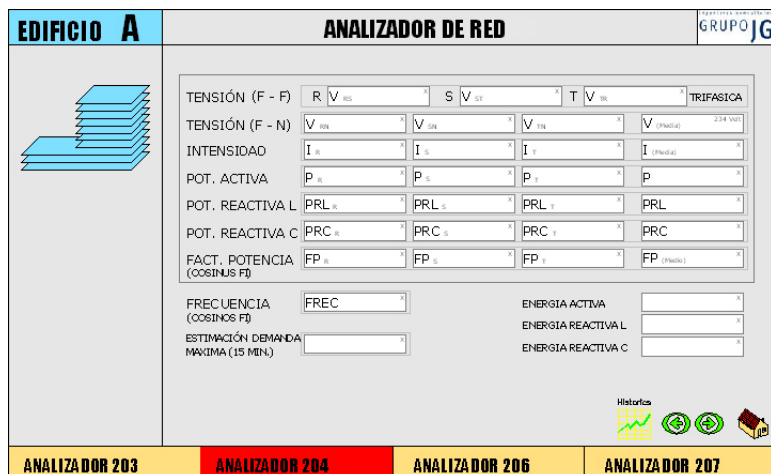 EDIFICIO A
ANALIZADOR DE RED
GRUPO JG
TENSIÓN (F - F) R V RS x S V ST x T V TR x TRIFASICA
TENSIÓN (F - N) V RN x V SN x V TN x V (Media) 234 Volt
INTENSIDAD I R x I S x I T x I (Media) x
POT. ACTIVA P R x P S x P T x P x
POT. REACTIVA L PRL R x PRL S x PRL T x PRL x
POT. REACTIVA C PRC R x PRC S x PRC T x PRC x
FACT. POTENCIA FP R x FP S x FP T x FP (Medio) x
(COSINUS FI)
FRECUENCIA FREC x
(COSINOS FI)
ENERGIA ACTIVA x
ENERGIA REACTIVA L x
ESTIMACIÓN DEMANDA x
MAXIMA (15 MIN.)
ENERGIA REACTIVA C x
Historics
ANALIZADOR 203
ANALIZADOR 204
ANALIZADOR 206
ANALIZADOR 207